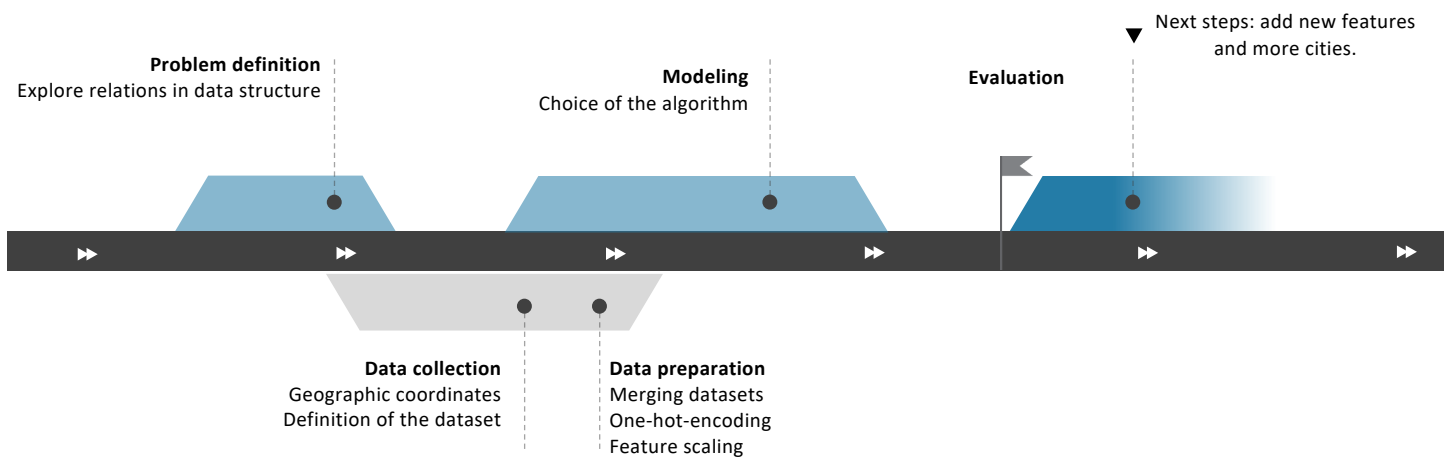 Problem definition
Explore relations in data structure
Modeling
Choice of the algorithm
Evaluation
Next steps: add new features
and more cities.
Data collection
Geographic coordinates
Definition of the dataset
Data preparation
Merging datasets
One-hot-encoding
Feature scaling